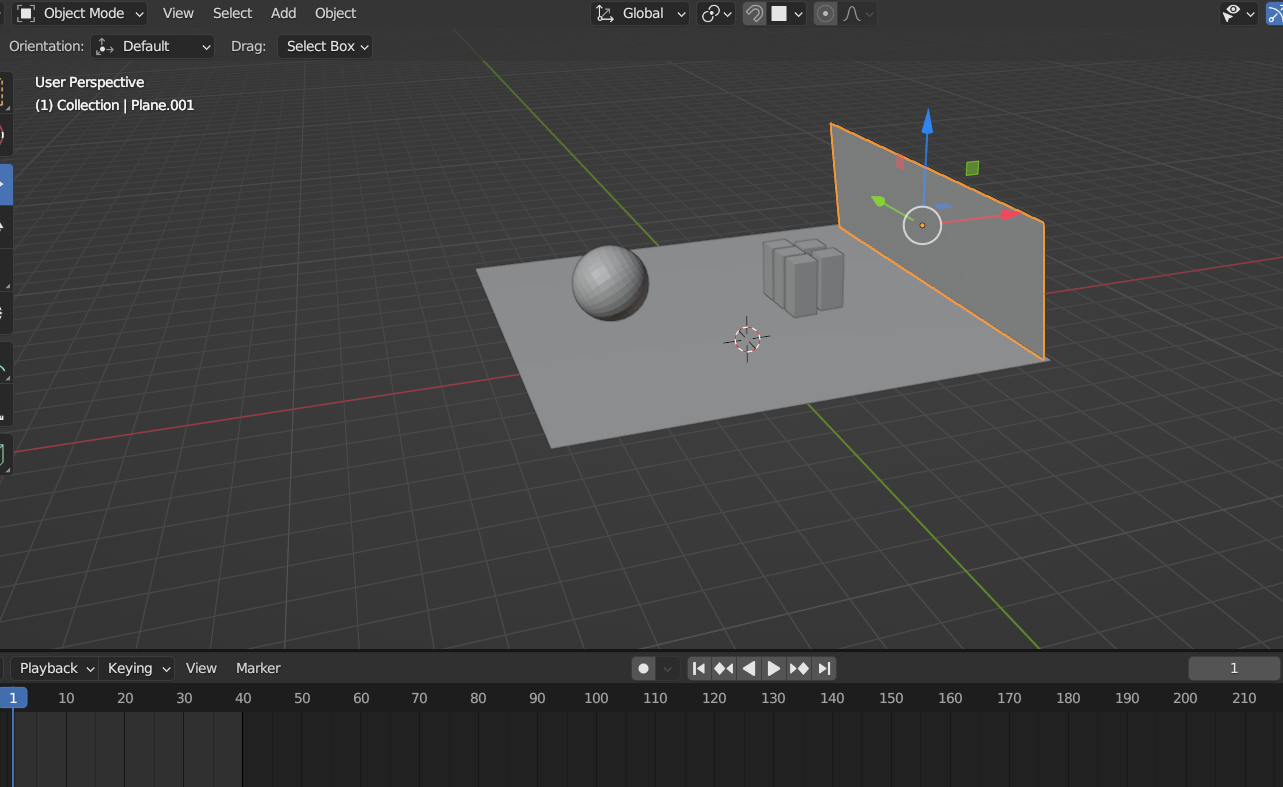 Object Mode View Select Add Object Global
Orientation: Default Drag: Select Box
User Perspective
(1) Collection | Plane.001
Playback Keying View Marker 1
1 10 20 30 40 50 60 70 80 90 100 110 120 130 140 150 160 170 180 190 200 210